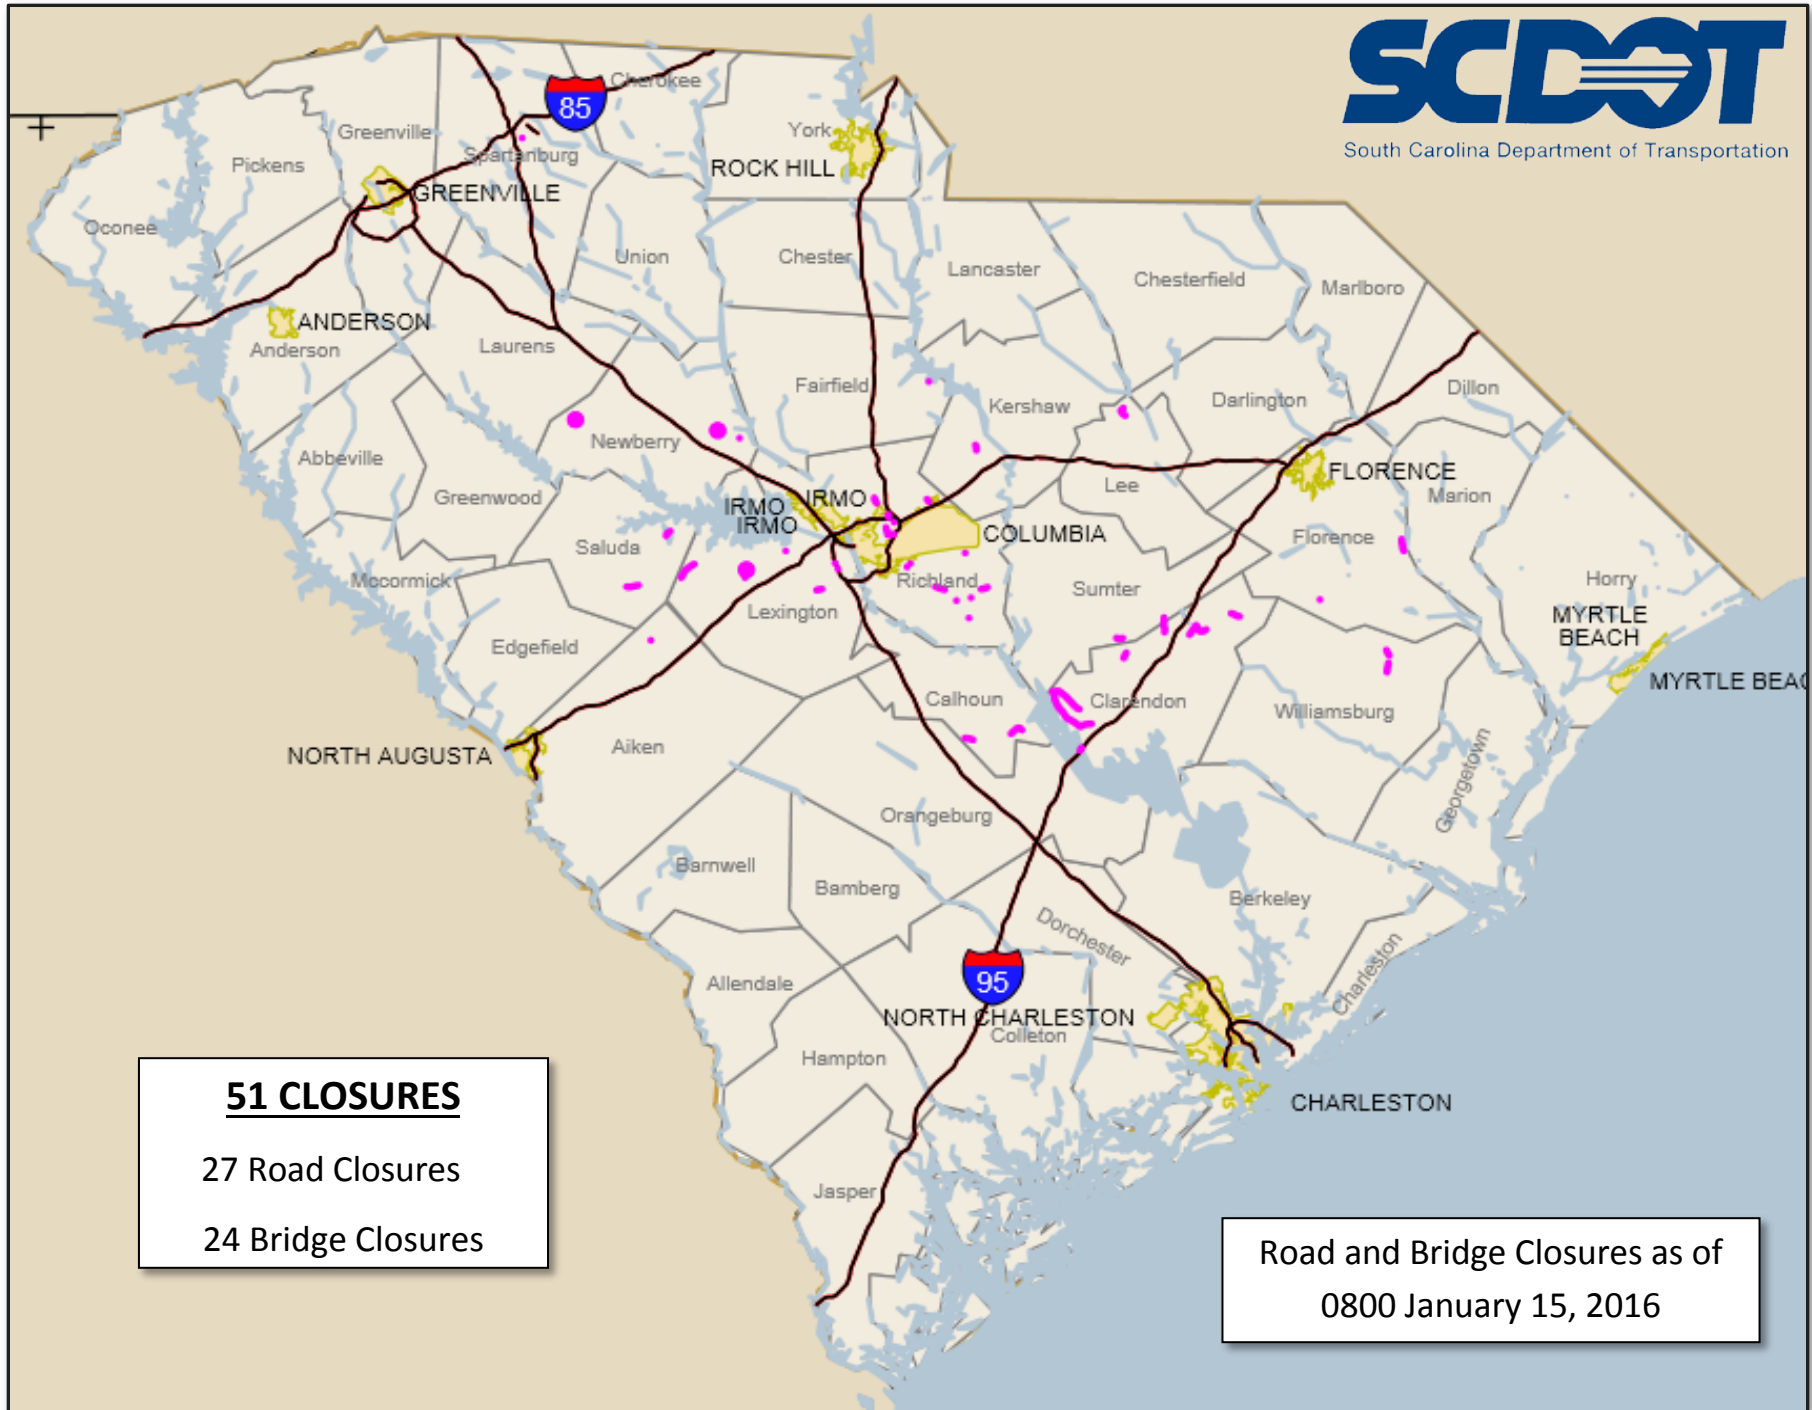 SCDOT
South Carolina Department of Transportation
85
Cherokee
York
ROCK HILL
Greenville
Pickens
Spartanburg
GREENVILLE
Oconee
Union
Chester
Lancaster
Chesterfield
Marlboro
ANDERSON
Anderson
Laurens
Fairfield
Kershaw
Darlington
Dillon
Newberry
Abbeville
Greenwood
IRMO
IRMO
IRMO
COLUMBIA
Lee
FLORENCE
Marion
Florence
Saluda
Mccormick
Richland
Sumter
Horry
Lexington
MYRTLE
BEACH
Edgefield
MYRTLE BEAC
Calhoun
Clarendon
Williamsburg
NORTH AUGUSTA
Aiken
Georgetown
Orangeburg
Barnwell
Bamberg
Berkeley
Dorchester
Charleston
95
Allendale
NORTH CHARLESTON
Colleton
Hampton
CHARLESTON
Jasper
51 CLOSURES
27 Road Closures
24 Bridge Closures
Road and Bridge Closures as of
0800 January 15, 2016